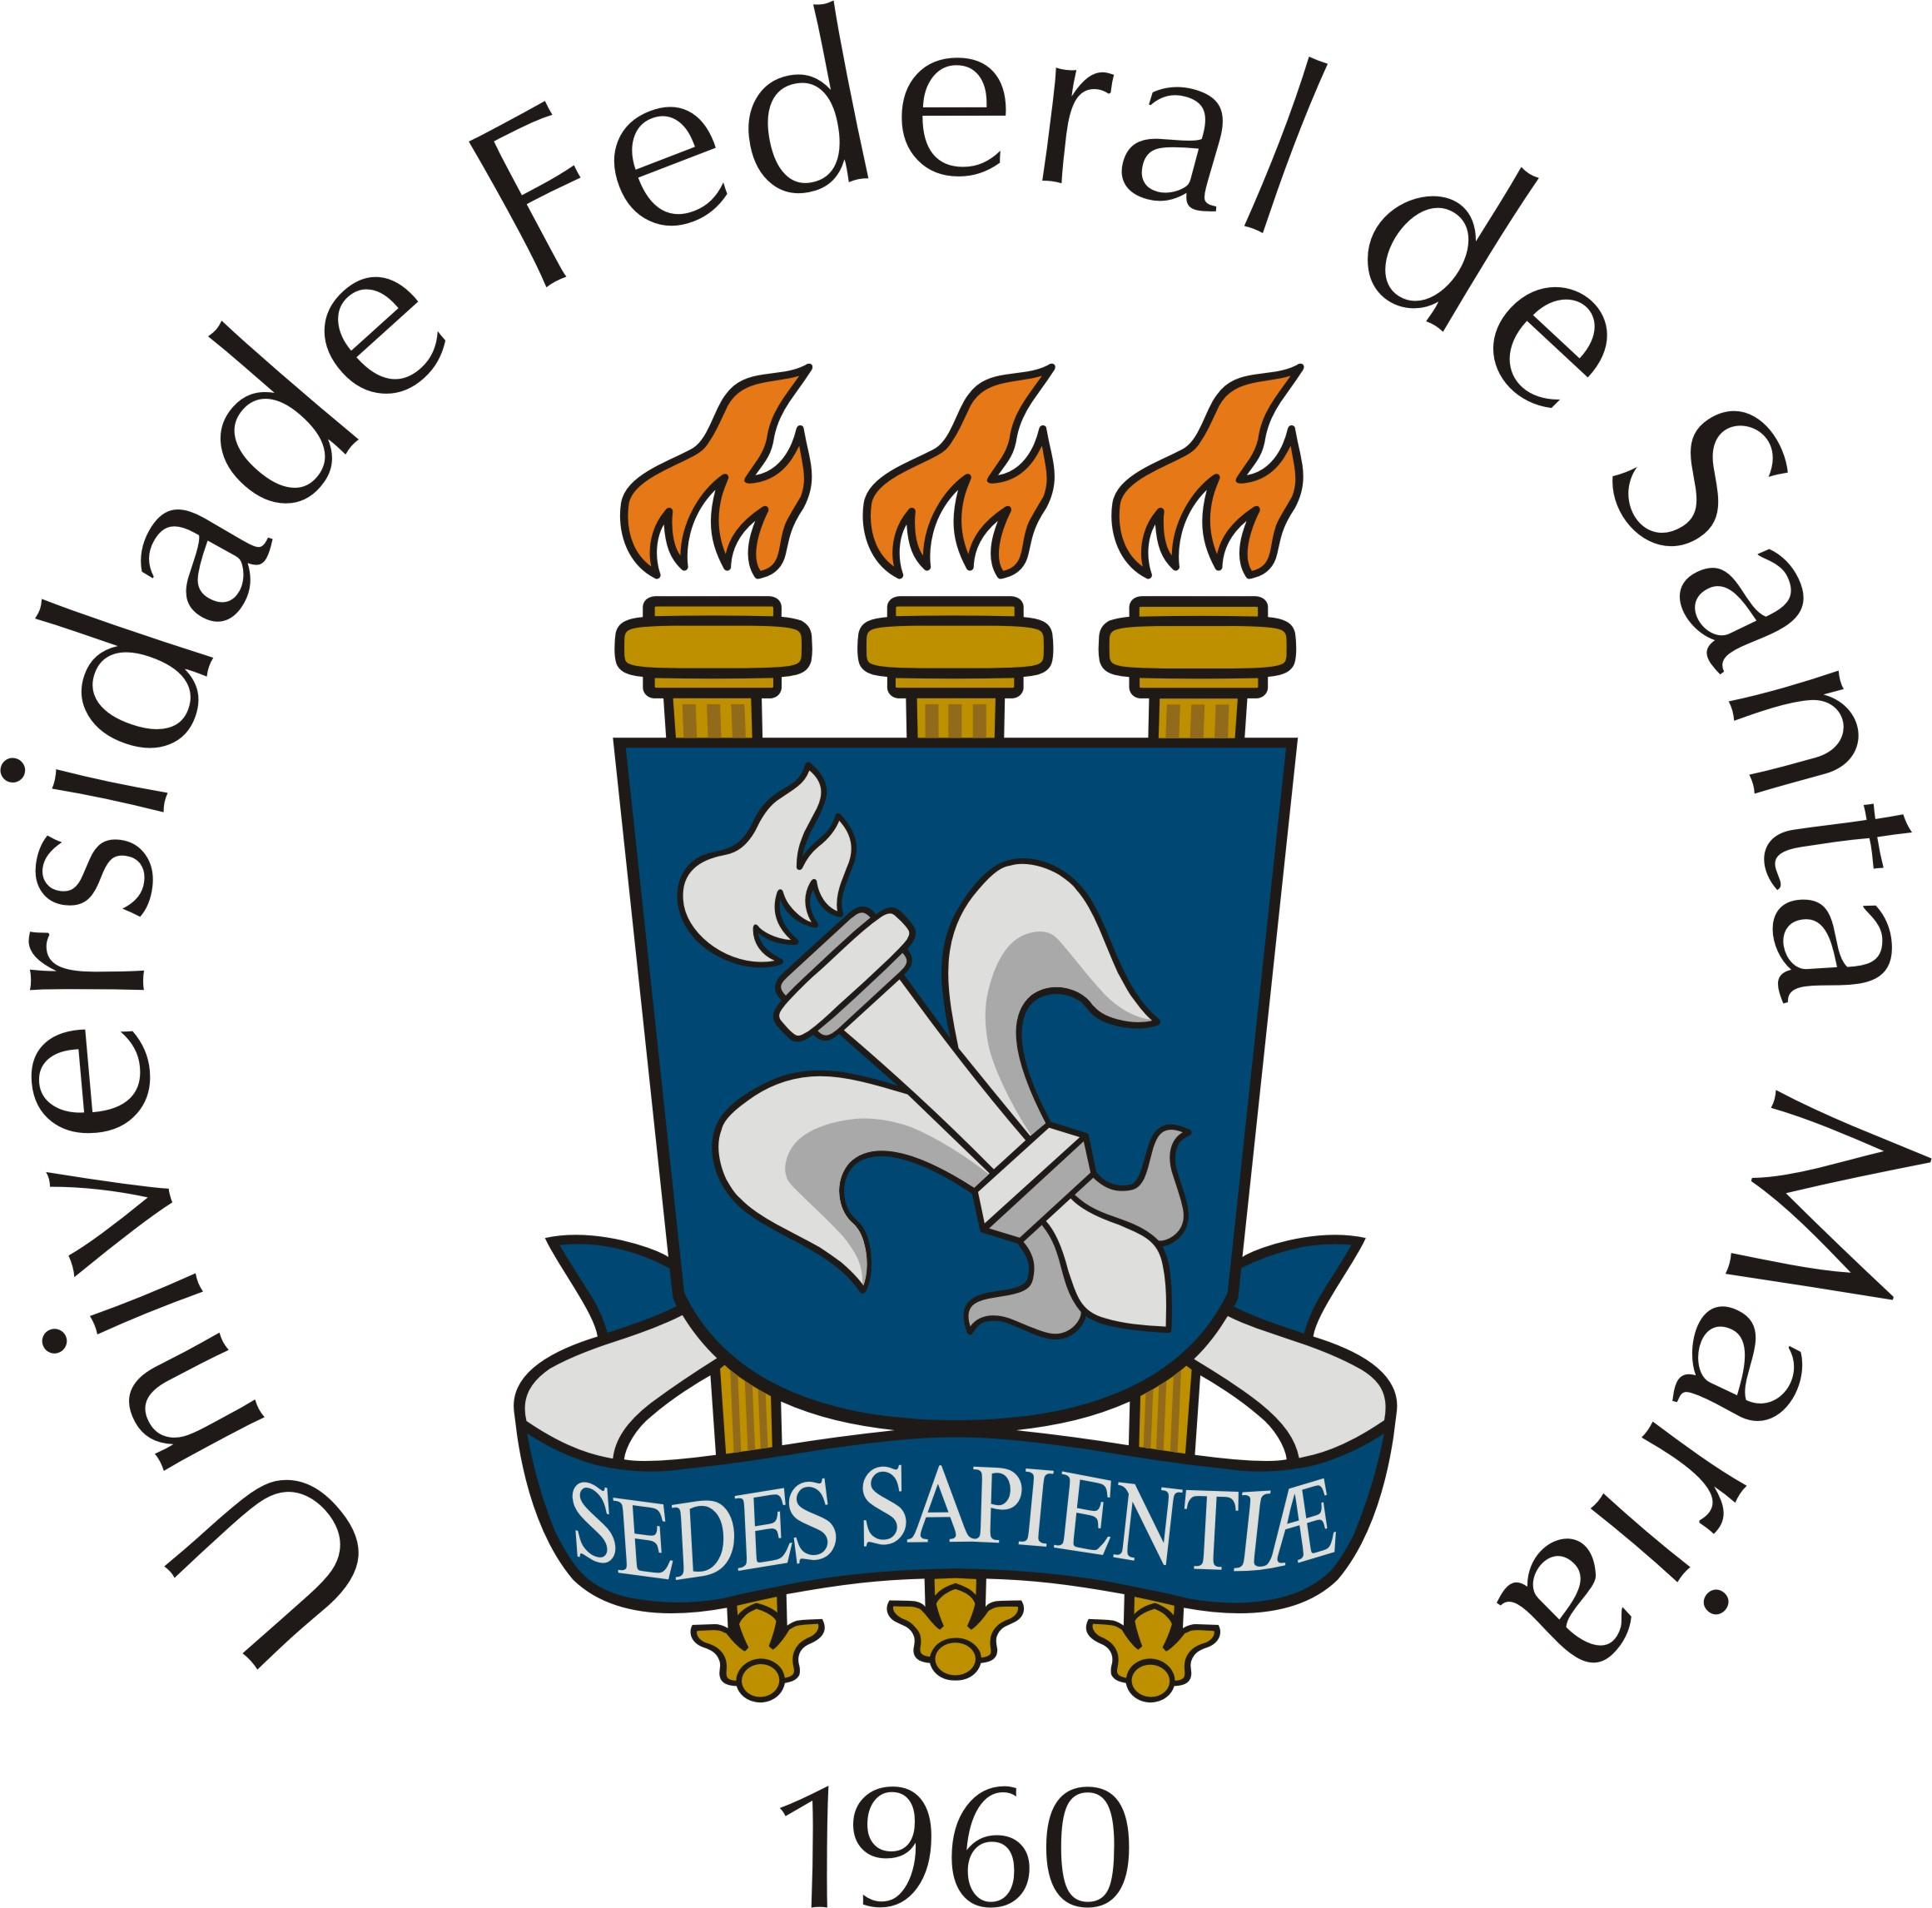 Universidade Federal de Santa Maria
SEDES SAPIENTIÆ
1960